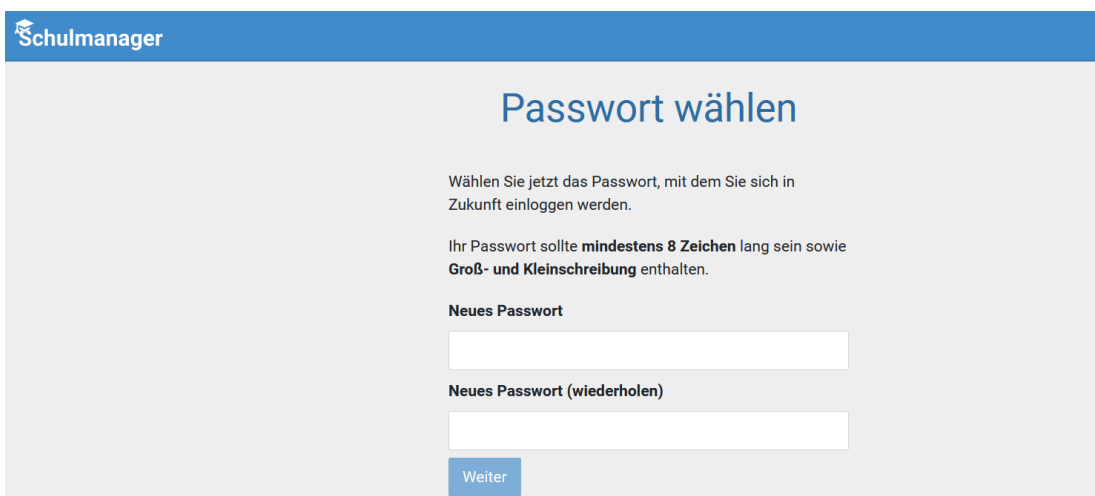 Schulmanager
Passwort wählen
Wählen Sie jetzt das Passwort, mit dem Sie sich in
Zukunft einloggen werden.
Ihr Passwort sollte mindestens 8 Zeichen lang sein sowie
Groß- und Kleinschreibung enthalten.
Neues Passwort
Neues Passwort (wiederholen)
Weiter